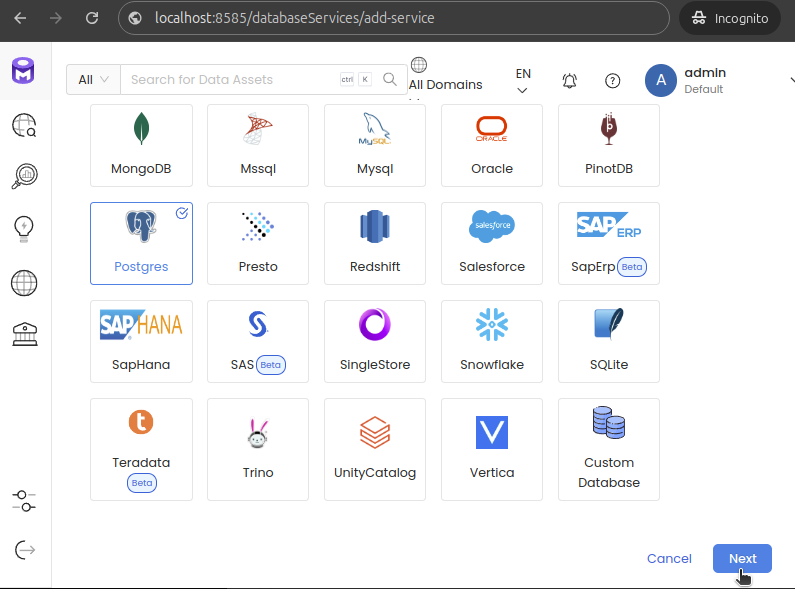 localhost:8585/databaseServices/add-service
Incognito
All
Search for Data Assets
ctrl K
All Domains
EN
A
admin
Default
MongoDB
Mssql
MySQL
Mysql
ORACLE
Oracle
PinotDB
Postgres
Presto
Redshift
salesforce
Salesforce
SAP ERP
SapErp Beta
SAP HANA
SapHana
SAS Beta
SingleStore
Snowflake
SQLite
t
Teradata
Beta
Trino
UnityCatalog
V
Vertica
Custom
Database
Cancel
Next